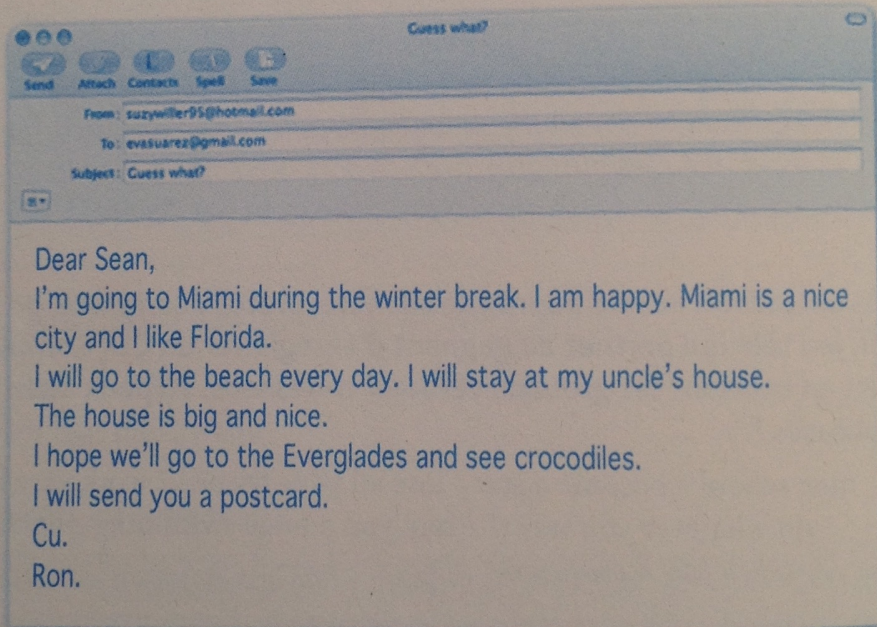 Guess what?
Send Attach Contacts Spell Save
From: suzywiller95@hotmail.com
To: evasuarez@gmail.com
Subject: Guess what?
Dear Sean,
I'm going to Miami during the winter break. I am happy. Miami is a nice
city and I like Florida.
I will go to the beach every day. I will stay at my uncle's house.
The house is big and nice.
I hope we'll go to the Everglades and see crocodiles.
I will send you a postcard.
Cu.
Ron.